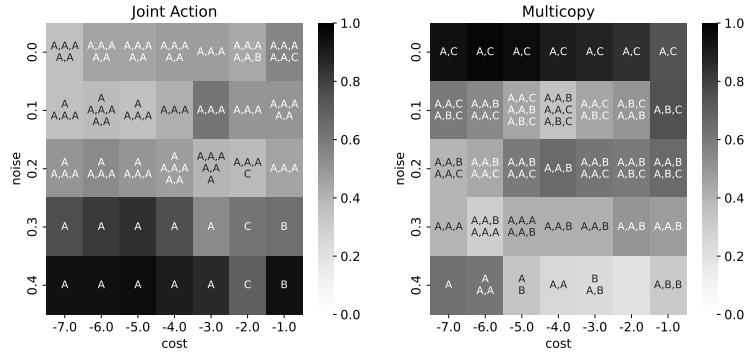 Joint Action
Multicopy
noise
0.0
0.1
0.2
0.3
0.4
A,A,A
A,A
A,A,A
A,A
A,A,A
A,A
A,A,A
A,A
A,A,A
A,A,A
A,A,B
A,A,A
A,A,C
A
A,A,A
A
A,A,A
A,A
A
A,A,A
A,A,A
A,A,A
A,A,A
A,A,A
A,A
A
A,A,A
A
A,A,A
A
A,A,A
A
A,A,A
A,A
A,A,A
A,A
A
A,A,A
C
A,A,A
A
A
A
A
A
C
B
A
A
A
A
A
C
B
-7.0
-6.0
-5.0
-4.0
-3.0
-2.0
-1.0
cost
1.0
0.8
0.6
0.4
0.2
0.0
noise
0.0
0.1
0.2
0.3
0.4
A,C
A,C
A,C
A,C
A,C
A,C
A,C
A,A,C
A,B,C
A,A,B
A,A,C
A,A,C
A,A,B
A,B,C
A,A,B
A,A,C
A,B,C
A,A,C
A,B,C
A,B,C
A,A,C
A,B,C
A,A,B
A,A,C
A,A,B
A,A,C
A,A,B
A,A,C
A,A,B
A,A,B
A,A,C
A,A,B
A,A,C
A,A,B
A,B,C
A,A,A
A,A,B
A,A,A
A,A,A
A,A,B
A,A,B
A,A,B
A,A,B
A,A,B
A
A
A,A
A
B
A,A
B
A,B
A,B,B
-7.0
-6.0
-5.0
-4.0
-3.0
-2.0
-1.0
cost
1.0
0.8
0.6
0.4
0.2
0.0